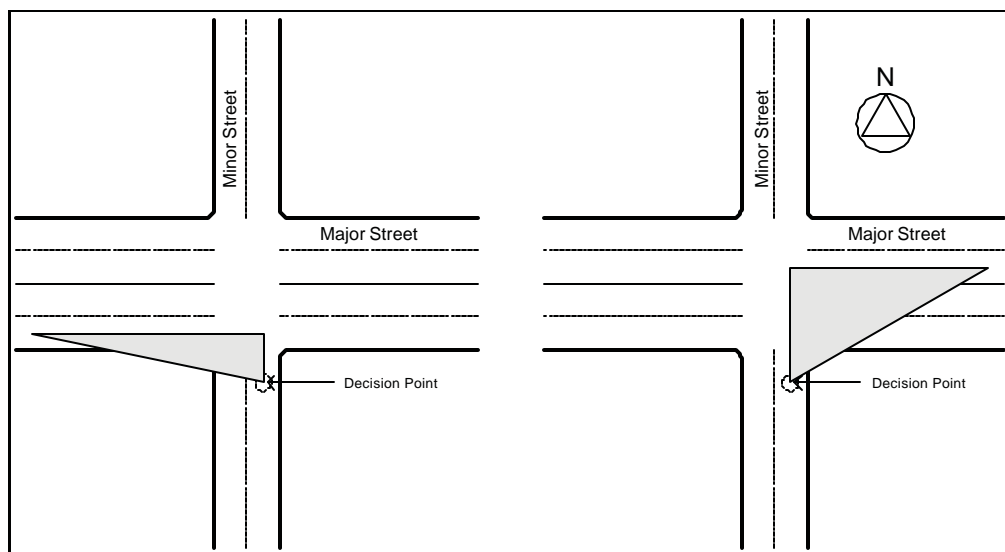 Minor Street
Minor Street
N
Major Street
Major Street
Decision Point
Decision Point